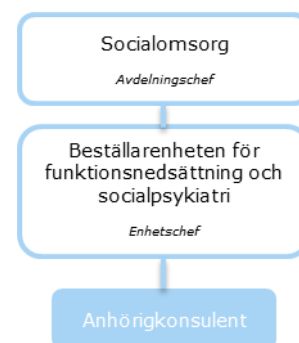 Socialomsorg
Avdelningschef
Beställarenheten för
funktionsnedsättning och
socialpsykiatri
Enhetschef
Anhörigkonsulent